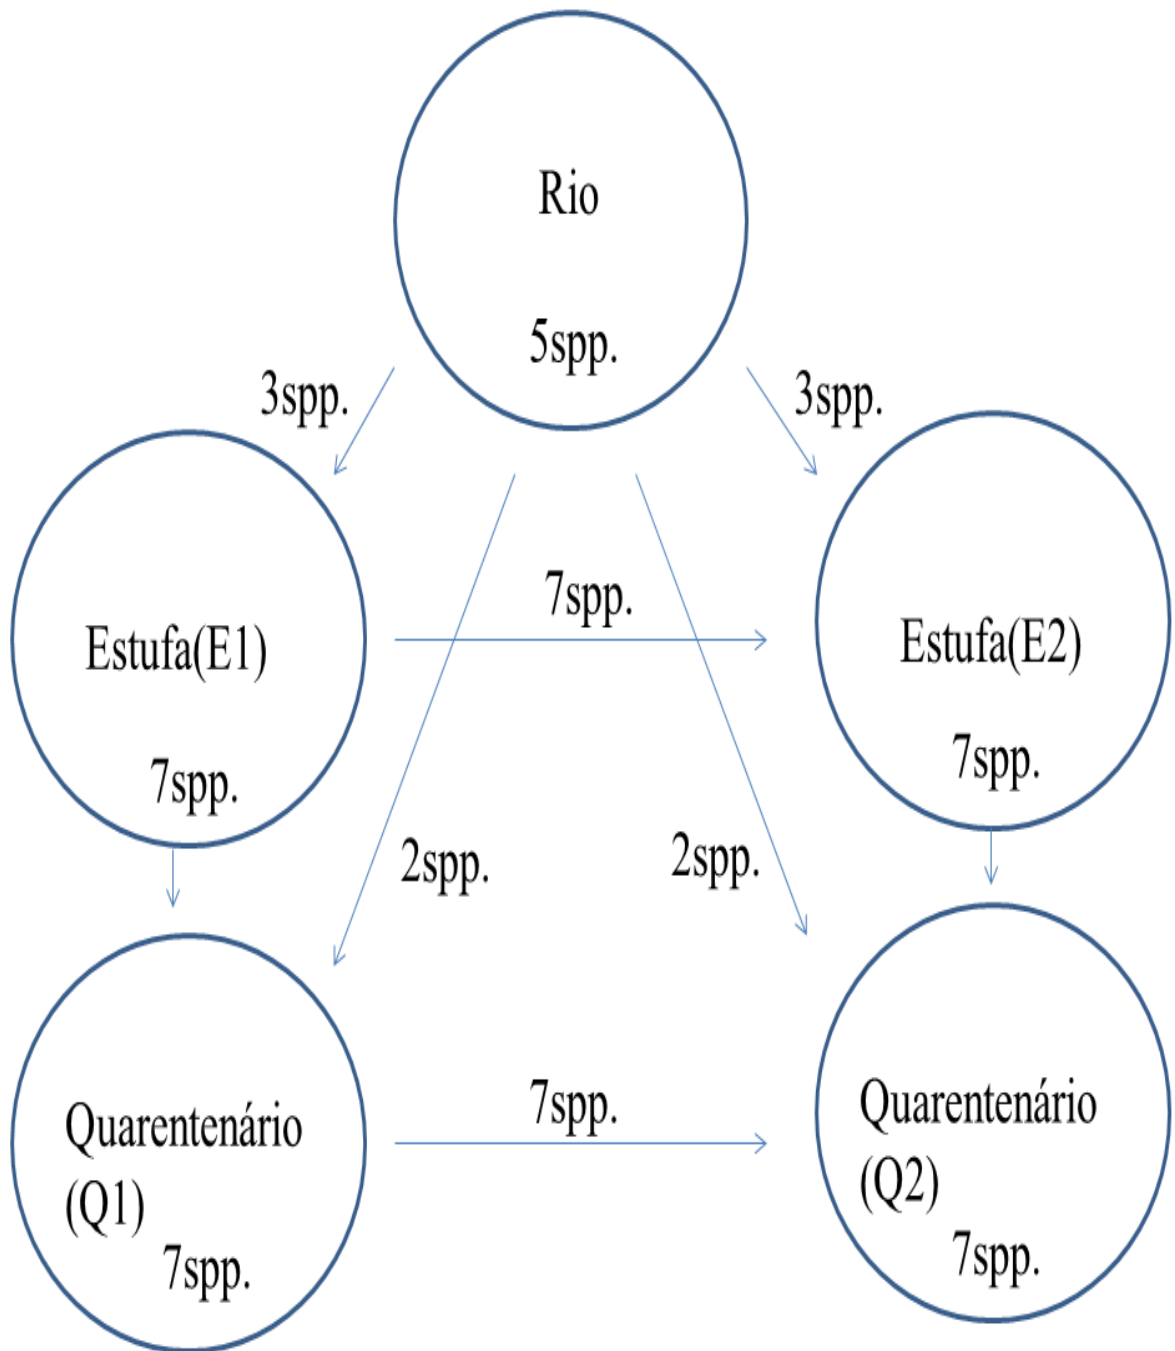 Rio
5spp.
3spp.
3spp.
7spp.
Estufa(E1)
7spp.
Estufa(E2)
7spp.
2spp.
2spp.
7spp.
Quarentenário
(Q1)
7spp.
Quarentenário
(Q2)
7spp.